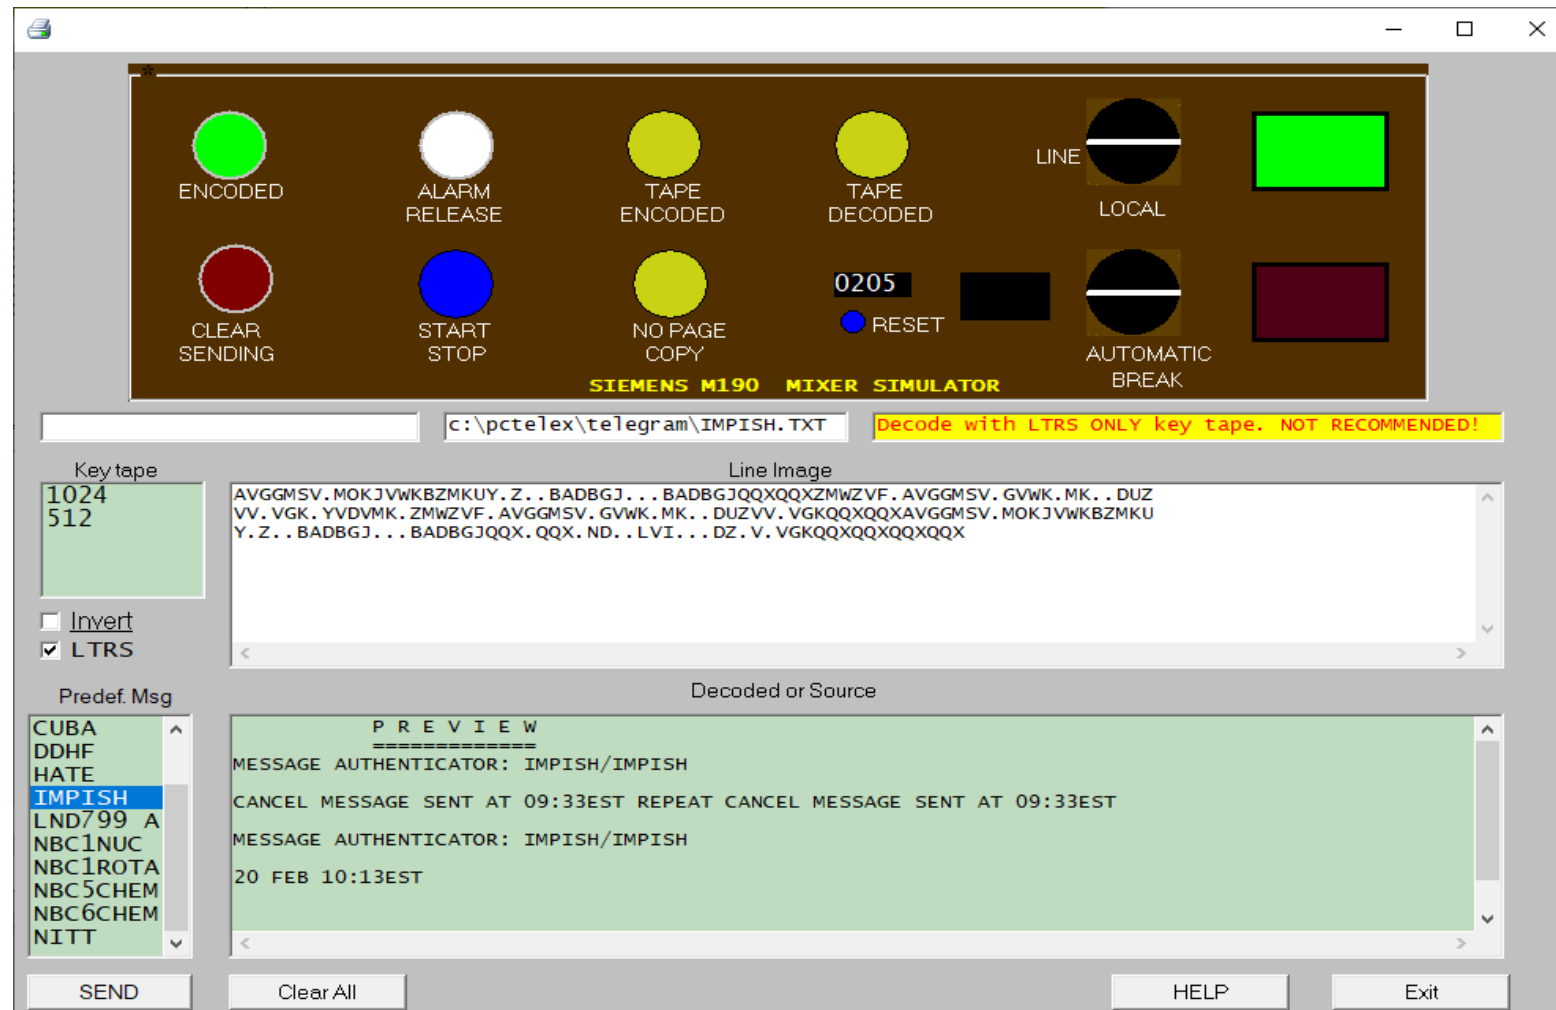 *
ENCODED
ALARM
RELEASE
TAPE
ENCODED
TAPE
DECODED
LINE
LOCAL
CLEAR
SENDING
START
STOP
NO PAGE
COPY
0205
RESET
AUTOMATIC
BREAK
SIEMENS M190 MIXER SIMULATOR
c:\pctelex\telegram\IMPISH.TXT
Decode with LTRS ONLY key tape. NOT RECOMMENDED!
Key tape
1024
512
Invert
LTRS
Line Image
AVGGMSV.MOKJVWKBZMKUY.Z..BADBGJ...BADBGJQQXQQXZMWZVF.AVGGMSV.GVWK.MK..DUZ
VV.VGK.YVDVMK.ZMWZVF.AVGGMSV.GVWK.MK..DUZVV.VGKQQXQQXAVGGMSV.MOKJVWKBZMKU
Y.Z..BADBGJ...BADBGJQQX.QQX.ND..LVI...DZ.V.VGKQQXQQXQQXQQX
Predef. Msg
CUBA
DDHF
HATE
IMPISH
LND799 A
NBC1NUC
NBC1ROTA
NBC5CHEM
NBC6CHEM
NITT
Decoded or Source
P R E V I E W
=============
MESSAGE AUTHENTICATOR: IMPISH/IMPISH
CANCEL MESSAGE SENT AT 09:33EST REPEAT CANCEL MESSAGE SENT AT 09:33EST
MESSAGE AUTHENTICATOR: IMPISH/IMPISH
20 FEB 10:13EST
SEND
Clear All
HELP
Exit